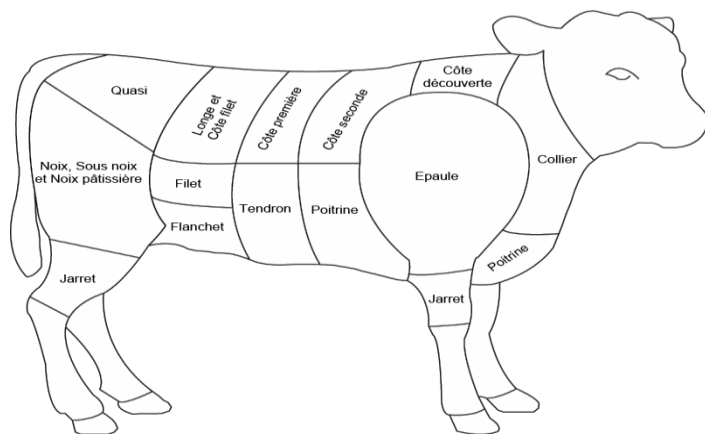 Quasi
Longe et
Côte filet
Côte première
Côte seconde
Côte
découverte
Noix, Sous noix
et Noix pâtissière
Filet
Flanchet
Tendron
Poitrine
Epaule
Collier
Poitrine
Jarret
Jarret